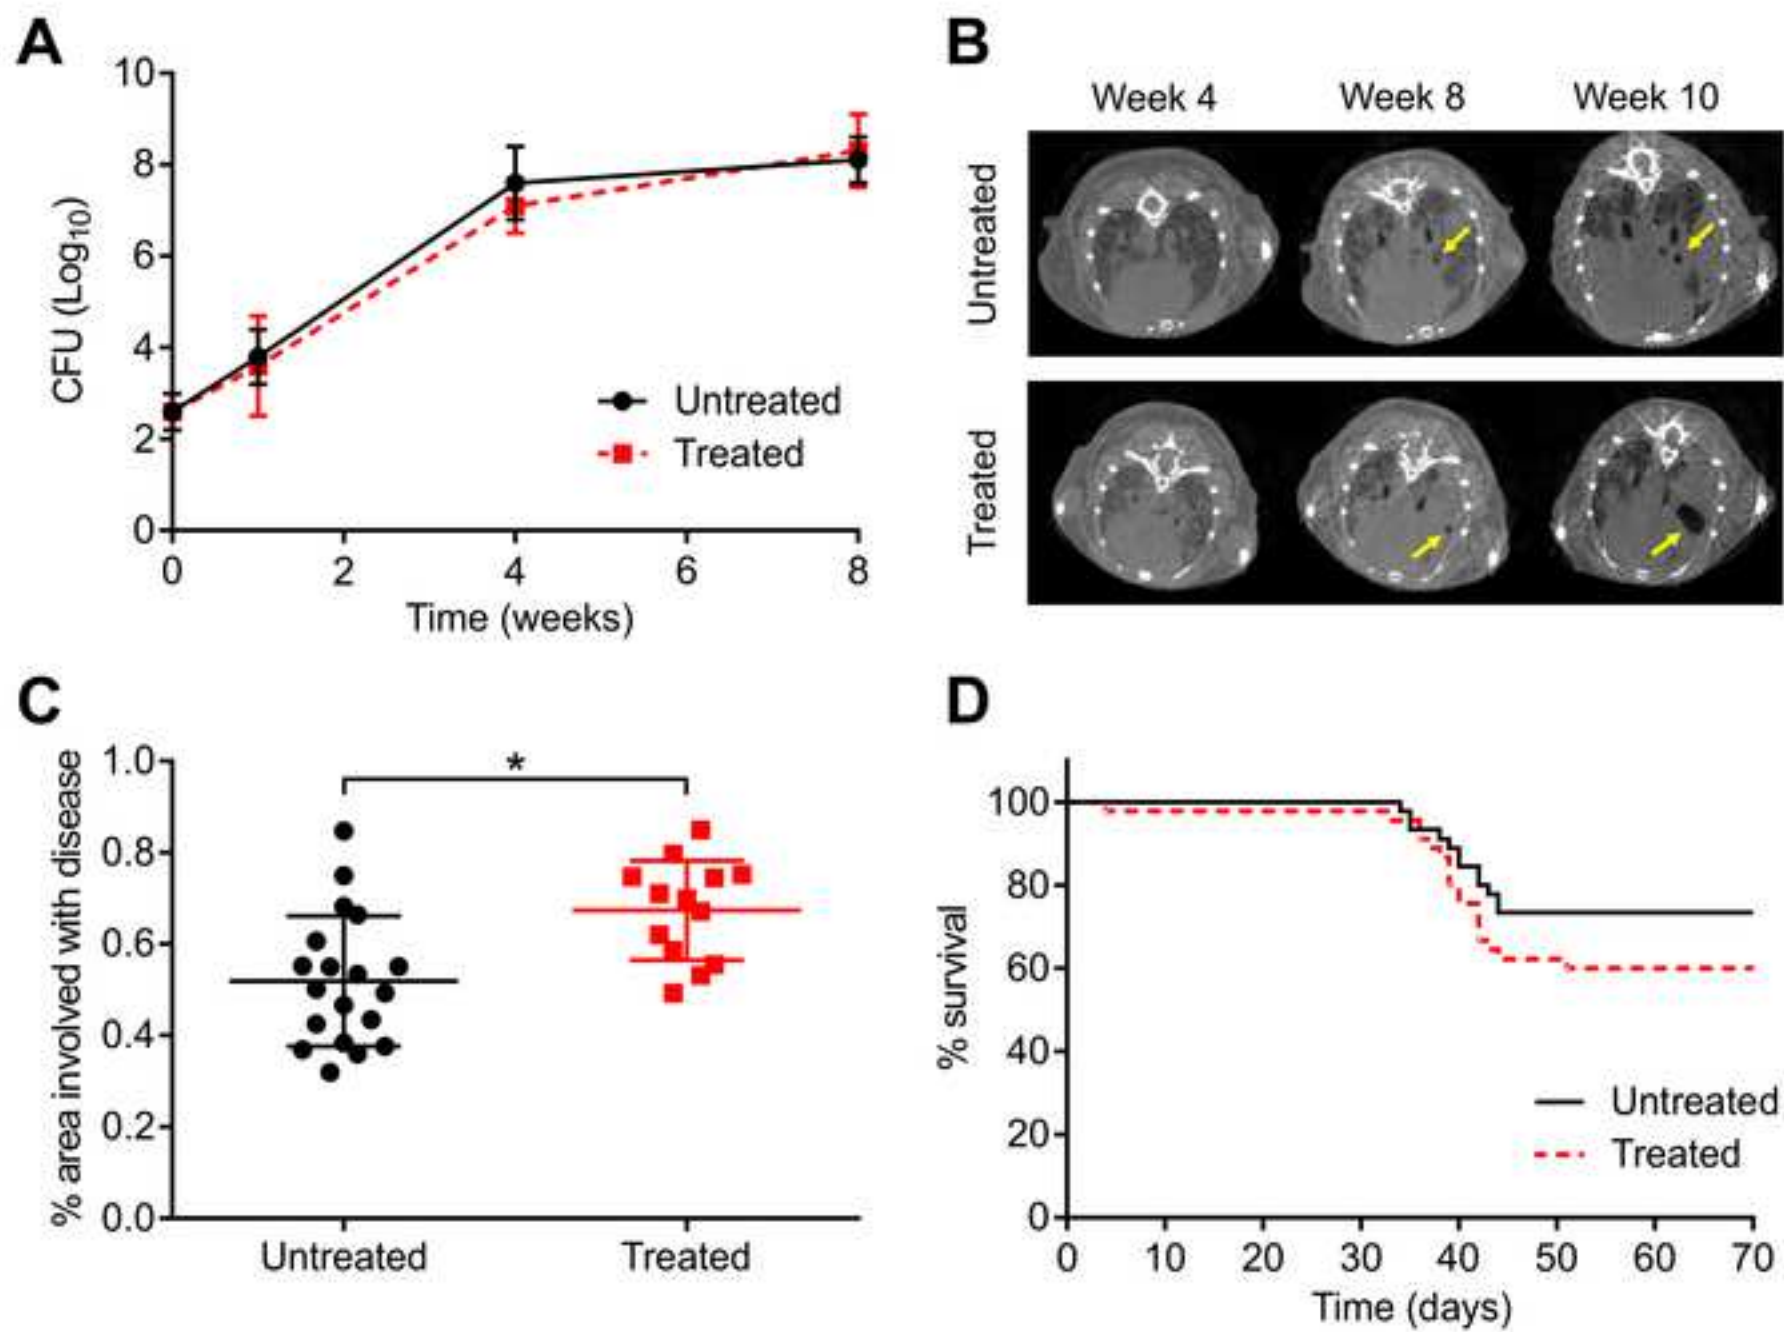 A
10
8
6
4
2
0
CFU (Log10)
0 2 4 6 8
Time (weeks)
Untreated
Treated
B
Week 4 Week 8 Week 10
Untreated
Treated
C
% area involved with disease
1.0
0.8
0.6
0.4
0.2
0.0
*
Untreated Treated
D
% survival
100
80
60
40
20
0
0 10 20 30 40 50 60 70
Time (days)
Untreated
Treated